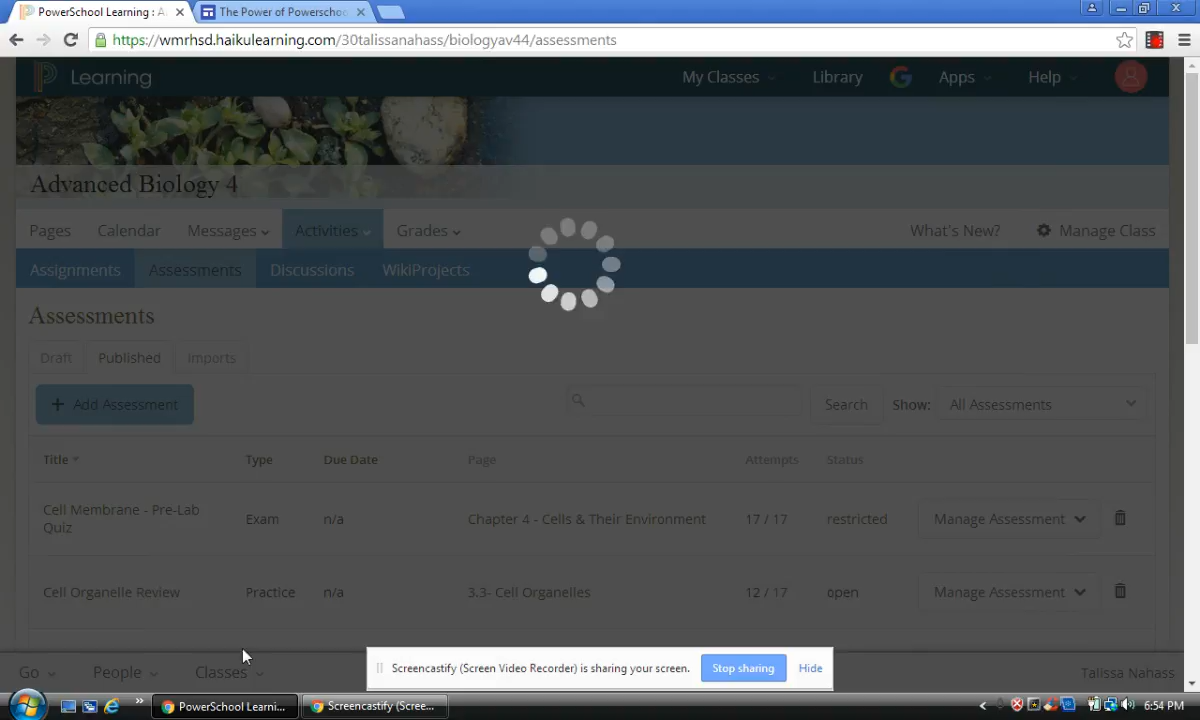 PowerSchool Learning : A
The Power of Powerschoo
https://wmrhsd.haikulearning.com/30talissanahass/biologyav44/assessments
Learning My Classes Library Apps Help
Advanced Biology 4
Pages Calendar Messages Activities Grades What's New? Manage Class
Assignments Assessments Discussions WikiProjects
Assessments
Draft Published Imports
+ Add Assessment Search Show: All Assessments
Title Type Due Date Page Attempts Status
Cell Membrane - Pre-Lab
Quiz Exam n/a Chapter 4 - Cells & Their Environment 17 / 17 restricted Manage Assessment
Cell Organelle Review Practice n/a 3.3- Cell Organelles 12 / 17 open Manage Assessment
Go People Classes Talissa Nahass
Screencastify (Screen Video Recorder) is sharing your screen. Stop sharing Hide
PowerSchool Learni... Screencastify (Scree... 6:54 PM